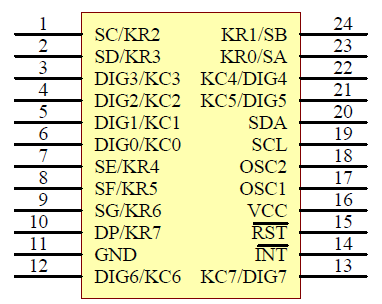 1 SC/KR2 KR1/SB 24
2 SD/KR3 KR0/SA 23
3 DIG3/KC3 KC4/DIG4 22
4 DIG2/KC2 KC5/DIG5 21
5 DIG1/KC1 SDA 20
6 DIG0/KC0 SCL 19
7 SE/KR4 OSC2 18
8 SF/KR5 OSC1 17
9 SG/KR6 VCC 16
10 DP/KR7 RST 15
11 GND INT 14
12 DIG6/KC6 KC7/DIG7 13